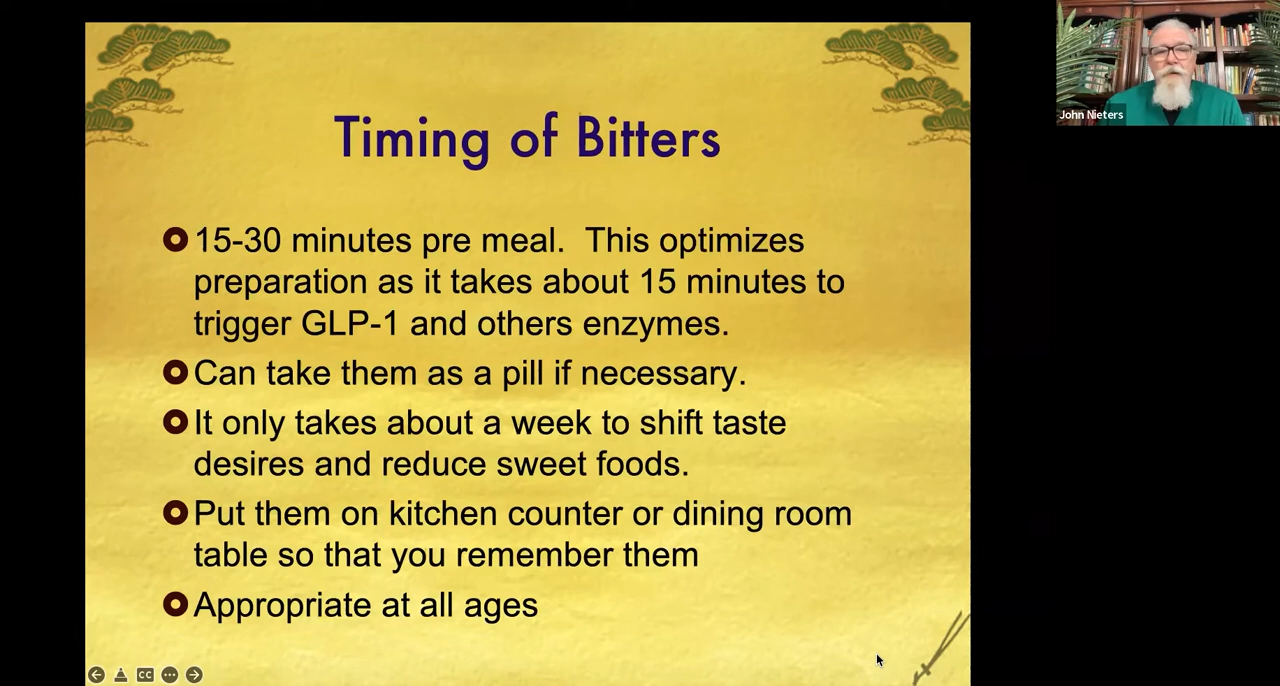 Timing of Bitters
15-30 minutes pre meal.  This optimizes
preparation as it takes about 15 minutes to
trigger GLP-1 and others enzymes.
Can take them as a pill if necessary.
It only takes about a week to shift taste
desires and reduce sweet foods.
Put them on kitchen counter or dining room
table so that you remember them
Appropriate at all ages
CC
John Nieters